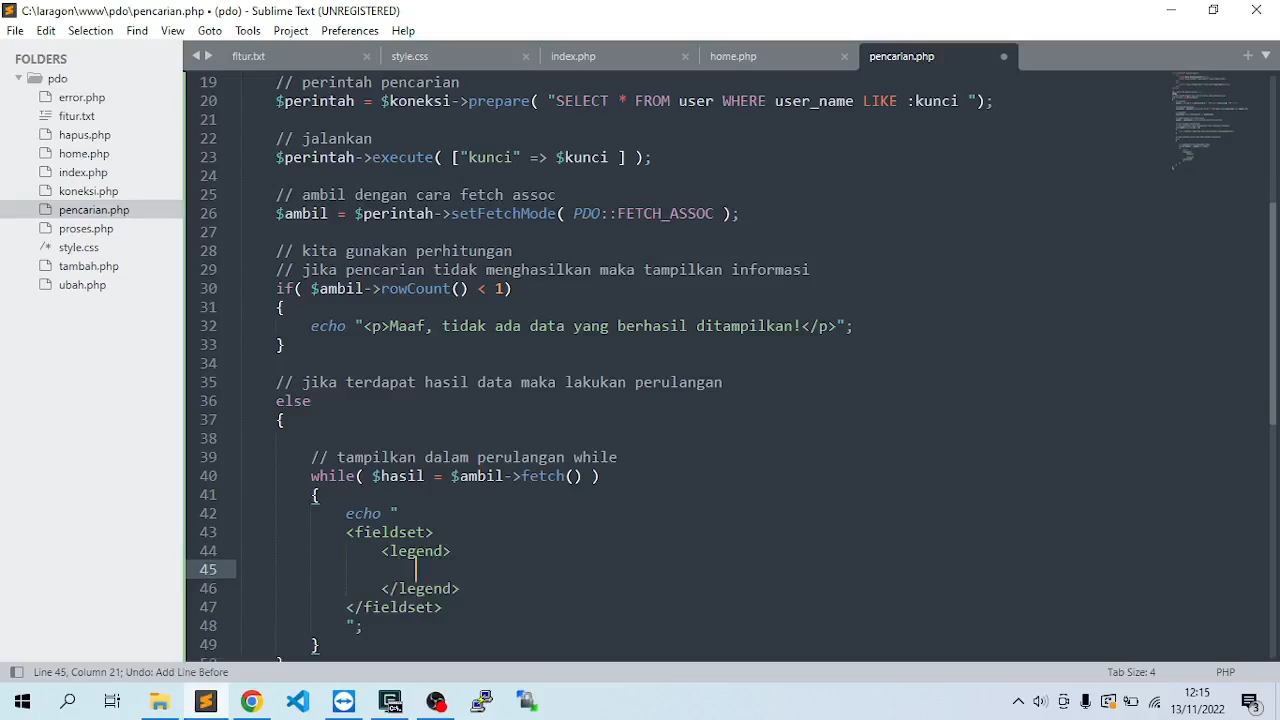 C:\laragon\www\pdo\pencarian.php • (pdo) - Sublime Text (UNREGISTERED)
File Edit Selection Find View Goto Tools Project Preferences Help
FOLDERS
pdo
error.php
fitur.txt
hapus.php
home.php
index.php
koneksi.php
pencarian.php
proses.php
style.css
tambah.php
ubah.php
fitur.txt style.css index.php home.php pencarian.php
19 // perintah pencarian
20 $perintah = $koneksi->prepare( "SELECT * FROM user WHERE user_name LIKE :kunci ");
21
22 // jalankan
23 $perintah->execute( ["kunci" => $kunci ] );
24
25 // ambil dengan cara fetch assoc
26 $ambil = $perintah->setFetchMode( PDO::FETCH_ASSOC );
27
28 // kita gunakan perhitungan
29 // jika pencarian tidak menghasilkan maka tampilkan informasi
30 if( $ambil->rowCount() < 1)
31 {
32 echo "<p>Maaf, tidak ada data yang berhasil ditampilkan!</p>";
33 }
34
35 // jika terdapat hasil data maka lakukan perulangan
36 else
37 {
38
39 // tampilkan dalam perulangan while
40 while( $hasil = $ambil->fetch() )
41 {
42 echo "
43 <fieldset>
44 <legend>
45
46 </legend>
47 </fieldset>
48 ";
49 }
Line 45, Column 21; Undo: Add Line Before
Tab Size: 4
PHP
12:15
13/11/2022
3